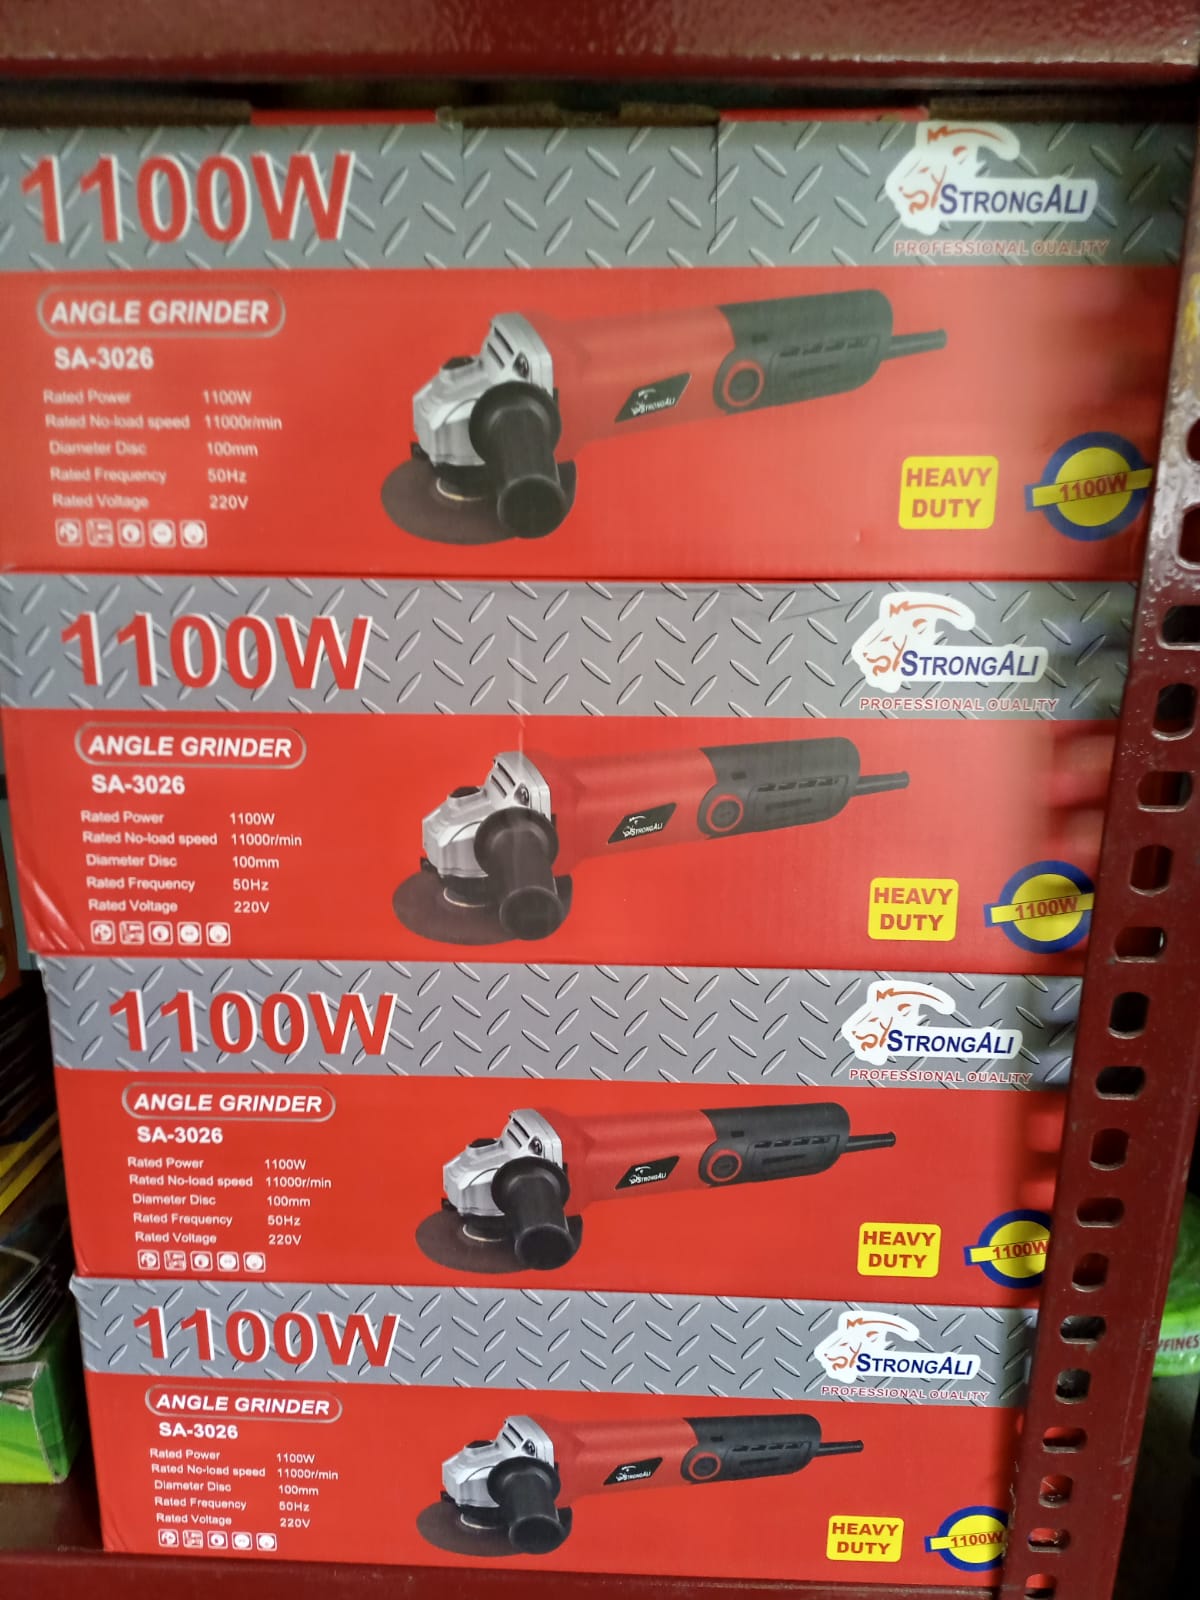 1100W
STRONGALI
PROFESSIONAL QUALITY
ANGLE GRINDER
SA-3026
Rated Power 1100W
Rated No-load speed 11000r/min
Diameter Disc 100mm
Rated Frequency 50Hz
Rated Voltage 220V
STRONGALI
HEAVY
DUTY
1100W
1100W
STRONGALI
PROFESSIONAL QUALITY
ANGLE GRINDER
SA-3026
Rated Power 1100W
Rated No-load speed 11000r/min
Diameter Disc 100mm
Rated Frequency 50Hz
Rated Voltage 220V
STRONGALI
HEAVY
DUTY
1100W
1100W
STRONGALI
PROFESSIONAL QUALITY
ANGLE GRINDER
SA-3026
Rated Power 1100W
Rated No-load speed 11000r/min
Diameter Disc 100mm
Rated Frequency 50Hz
Rated Voltage 220V
STRONGALI
HEAVY
DUTY
1100W
1100W
STRONGALI
PROFESSIONAL QUALITY
ANGLE GRINDER
SA-3026
Rated Power 1100W
Rated No-load speed 11000r/min
Diameter Disc 100mm
Rated Frequency 50Hz
Rated Voltage 220V
STRONGALI
HEAVY
DUTY
1100W